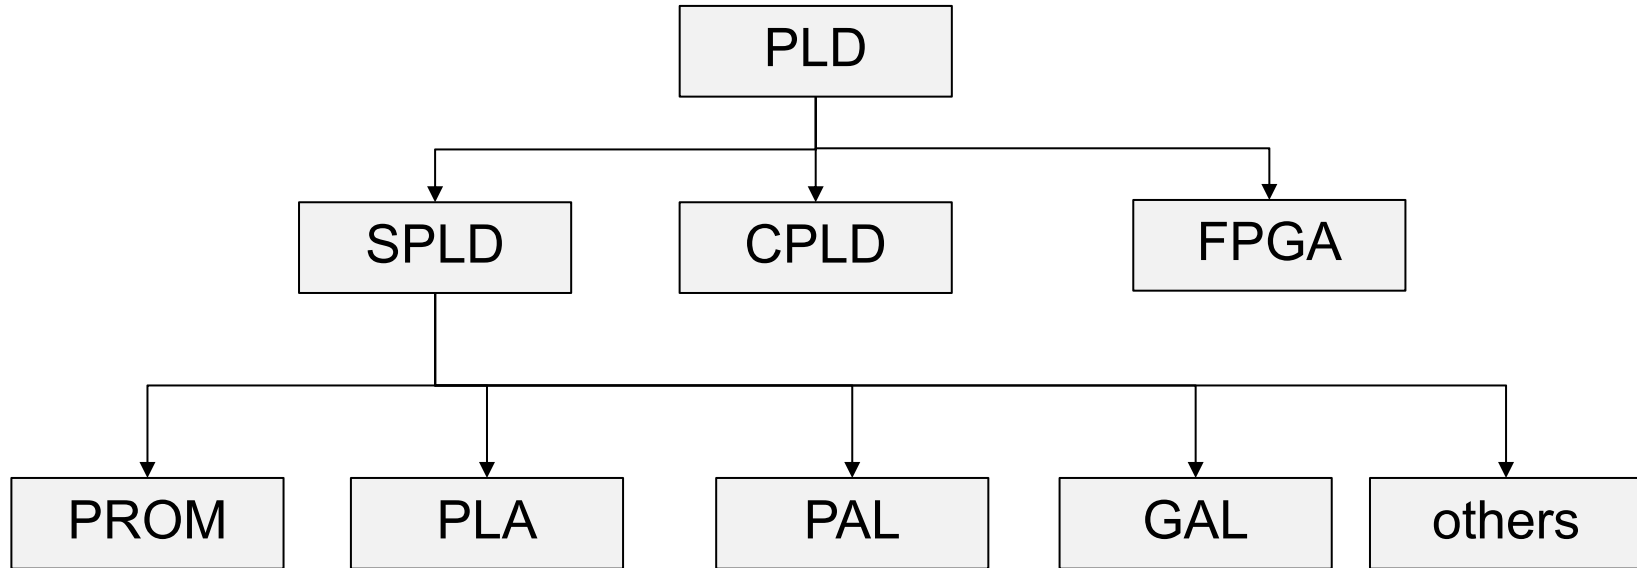 PLD
SPLD
CPLD
FPGA
PROM
PLA
PAL
GAL
others